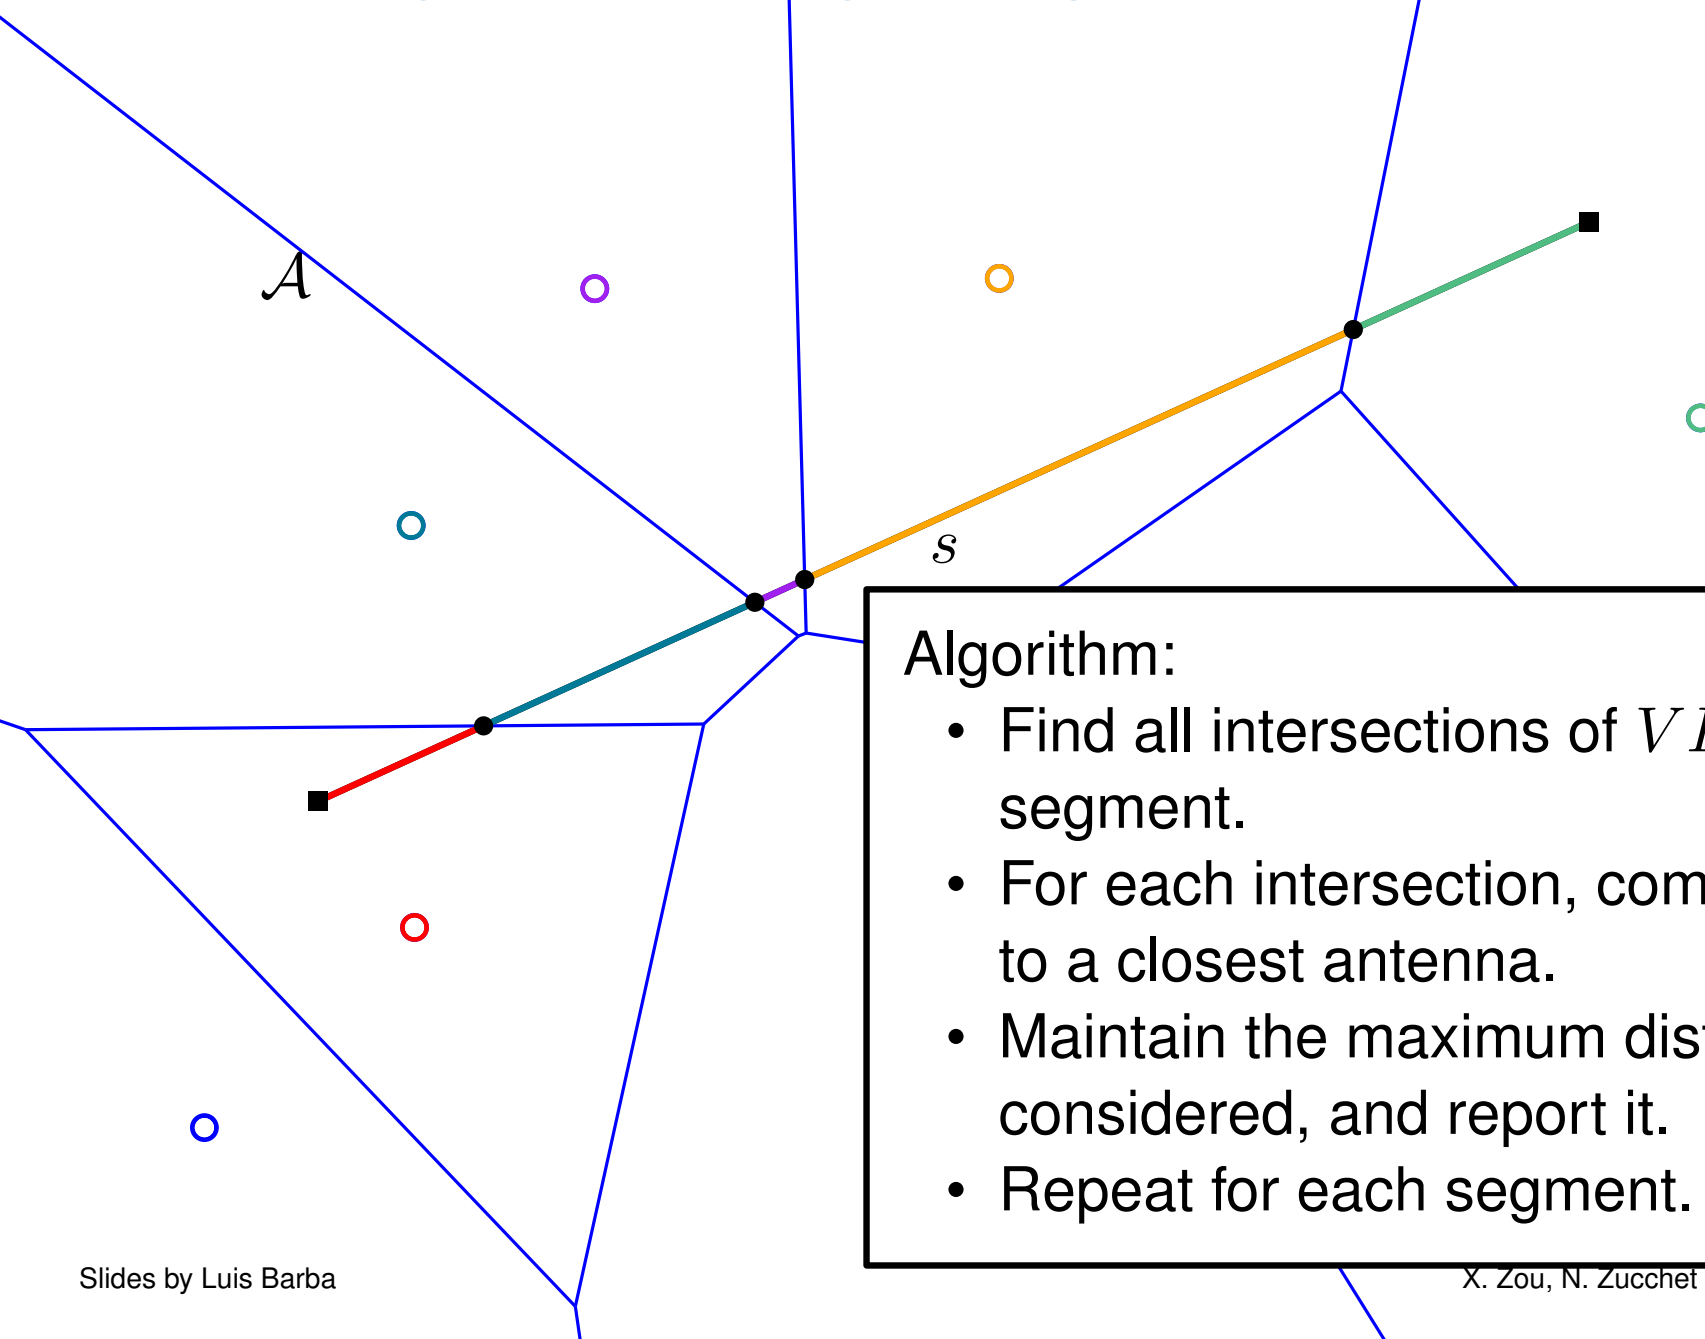 𝒜
s
Algorithm:
• Find all intersections of V
segment.
• For each intersection, com
to a closest antenna.
• Maintain the maximum dis
considered, and report it.
• Repeat for each segment.
Slides by Luis Barba
X. Zou, N. Zucchet